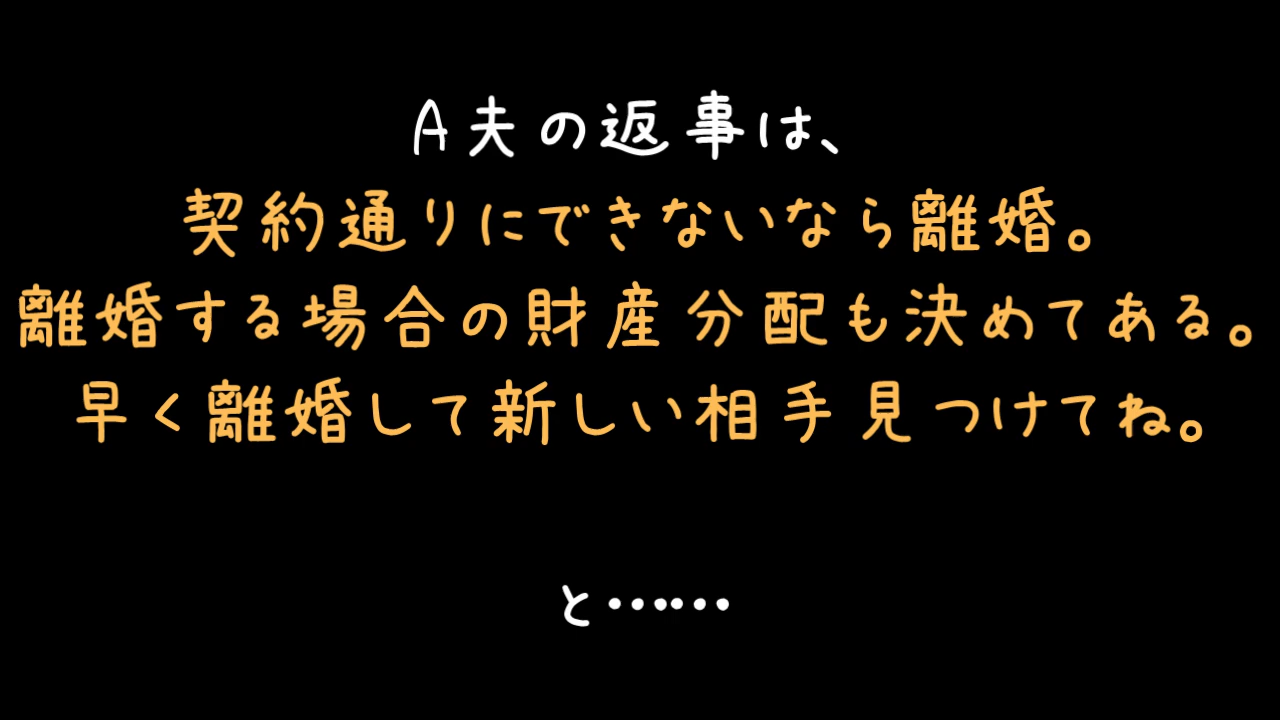 A夫の返事は、
契約通りにできないなら離婚。
離婚する場合の財産分配も決めてある。
早く離婚して新しい相手見つけてね。
と……